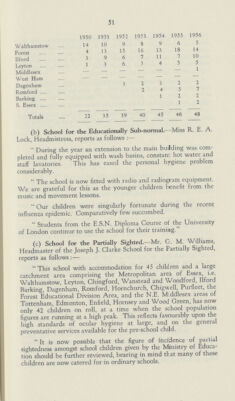 31
1950 1951 1952 1953 1954 1955 1956
Walthamstow ... 14 10 9 8 9 6 5
Forest ... 4 13 15 16 13 18 14
Ilford ... 3 9 6 7 11 7 10
Leyton ... 1 3 6 3 4 5 5
Middlesex ... — — — — — — 1
West Ham
Dagenham ... 3 2 3 2 2
Romford ... 2 4 5 7
Barking ... 1 2 2
S. Essex ... 1 2
Totals ... 22 35 39 40 45 46 48
(b) School for the Educationally Sub-normal.—Miss R. E. A.
Lock, Headmistress, reports as follows :—
" During the year an extension to the main building was com-
pleted and fully equipped with wash basins, constant hot water and
staff lavatories. This has eased the personal hygiene problem
considerably.
" The school is now fitted with radio and radiogram equipment.
We are grateful for this as the younger children benefit from the
music and movement lessons.
" Our children were singularly fortunate during the recent
influenza epidemic. Comparatively few succumbed.
" Students from the E.S.N. Diploma Course of the University
of London continue to use the school for their training."
(c) School for the Partially Sighted.—Mr. G. M. Williams,
Headmaster of the Joseph J. Clarke School for the Partially Sighted,
reports as follows :—
" This school with accommodation for 45 children and a large
catchment area comprising the Metropolitan area of Essex, i.e.
Walthamstow, Leyton, Chingford, Wanstead and Woodford, Ilford
Barking, Dagenham, Romford, Hornchurch, Chigwell, Purfleet, the
Forest Educational Division Area, and the N.E. Middlesex areas of
Tottenham, Edmonton, Enfield, Hornsey and Wood Green, has now
only 42 children on roll, at a time when the school population
figures are running at a high peak. This reflects favourably upon the
high standards of ocular hygiene at large, and on the general
preventative services available for the pre-school child.
" It is now possible that the figure of incidence of partial
sightedness amongst school children given by the Ministry of Educa-
tion should be further reviewed, bearing in mind that many of these
children are now catered for in ordinary schools.